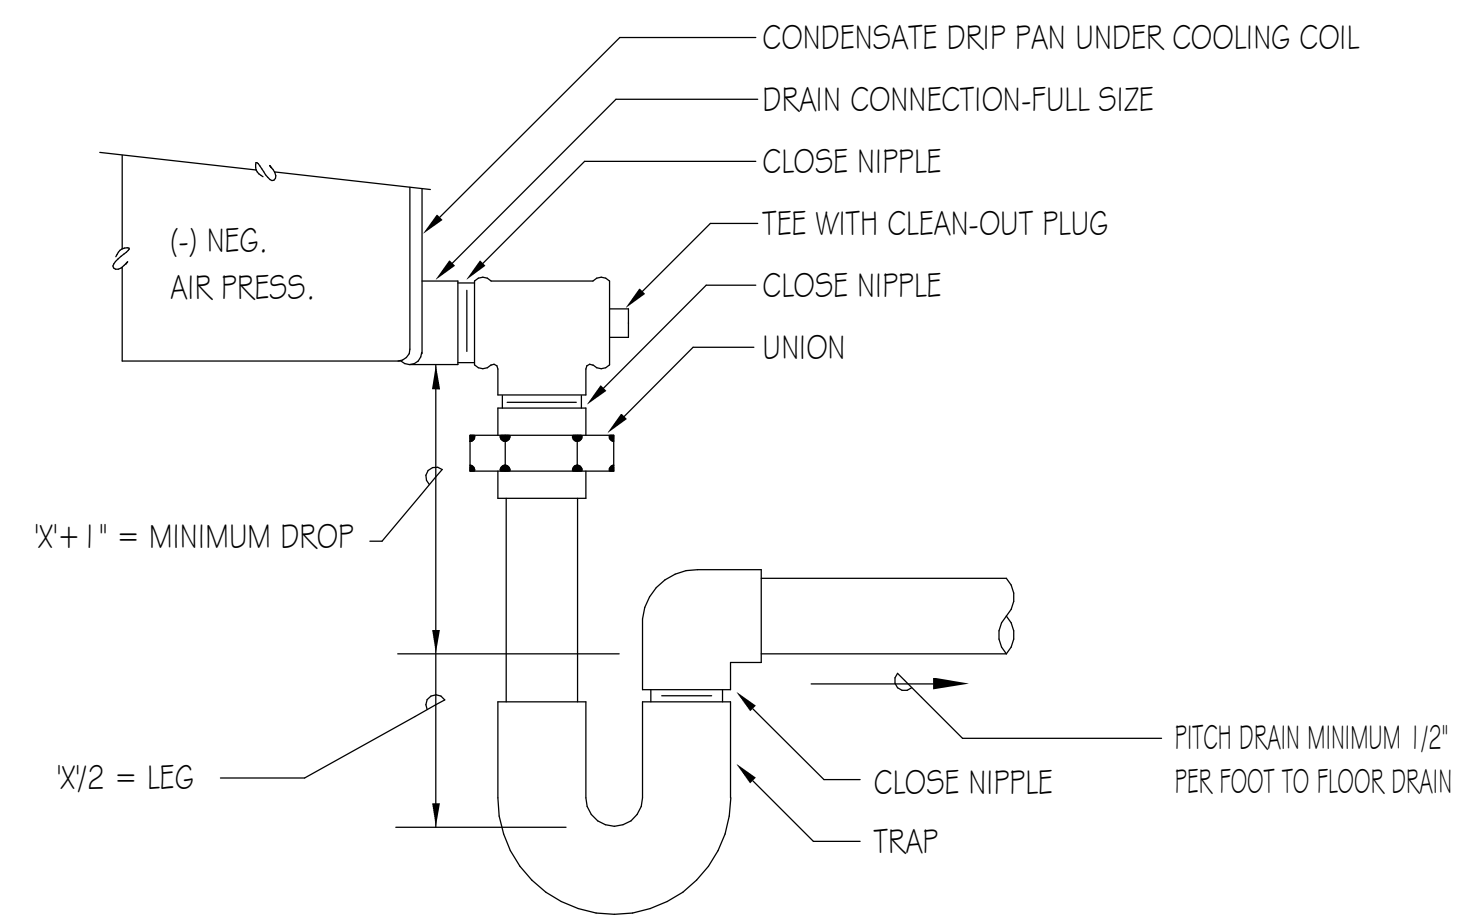 CONDENSATE DRIP PAN UNDER COOLING COIL
DRAIN CONNECTION-FULL SIZE
CLOSE NIPPLE
TEE WITH CLEAN-OUT PLUG
CLOSE NIPPLE
UNION
(-) NEG.
AIR PRESS.
'X'+1" = MINIMUM DROP
'X'/2 = LEG
PITCH DRAIN MINIMUM 1/2"
PER FOOT TO FLOOR DRAIN
CLOSE NIPPLE
TRAP